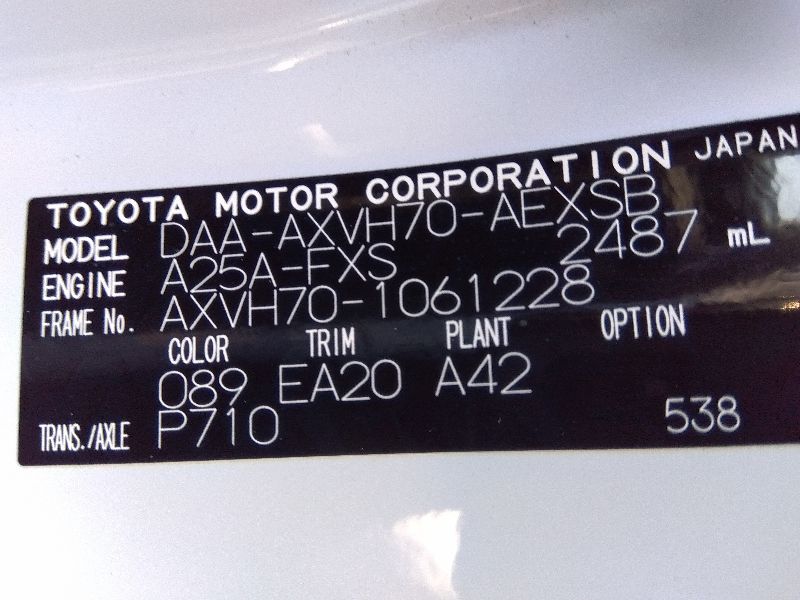 TOYOTA MOTOR CORPORATION JAPAN
MODEL DAA-AXVH70-AEXSB
ENGINE A25A-FXS 2487 mL
FRAME No. AXVH70-1061228
COLOR TRIM PLANT OPTION
089 EA20 A42
TRANS./AXLE P710 538